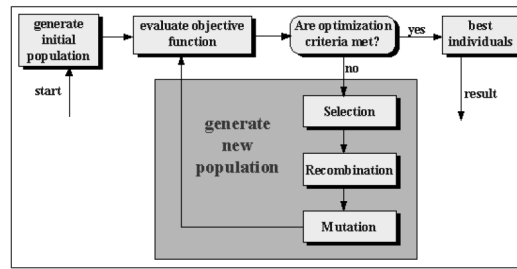 generate
initial
population
evaluate objective
function
Are optimization
criteria met?
yes
best
individuals
start
no
result
generate
new
population
Selection
Recombination
Mutation